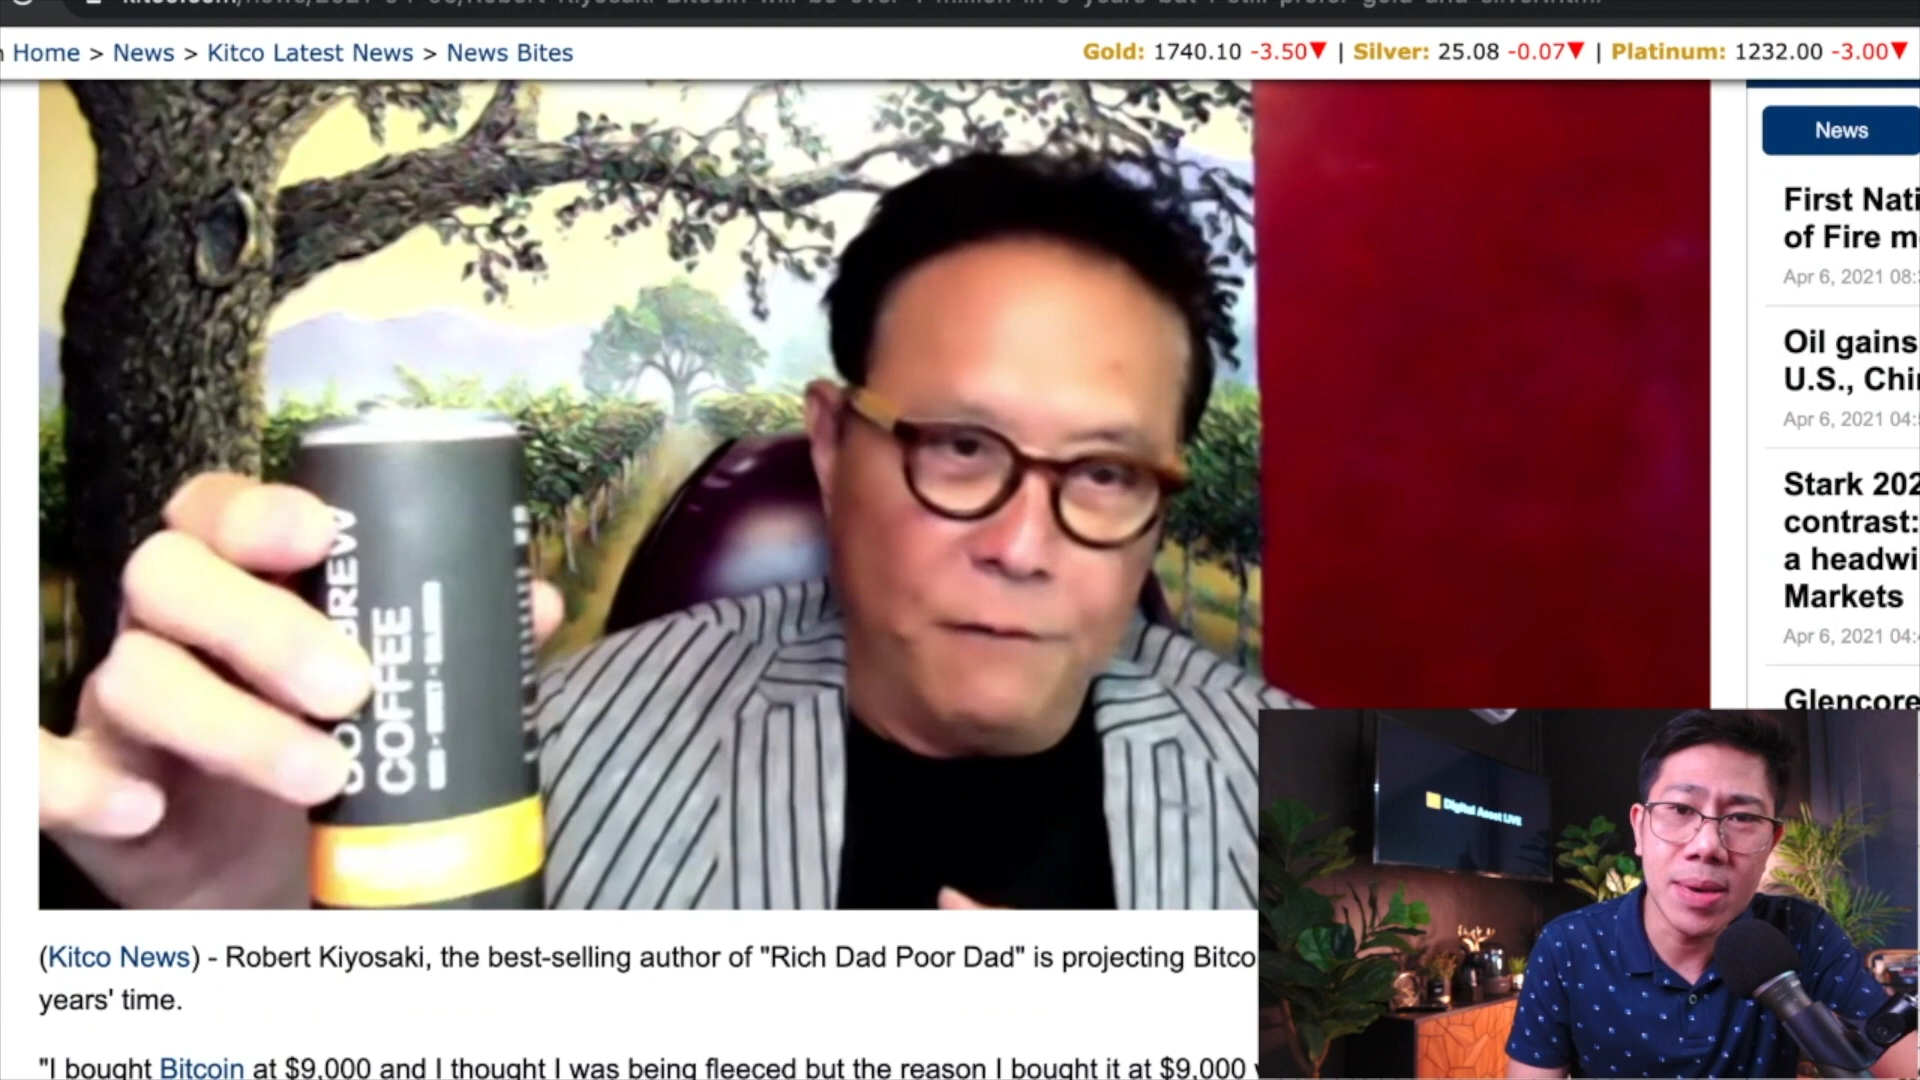 Home > News > Kitco Latest News > News Bites
Gold: 1740.10 -3.50▼ | Silver: 25.08 -0.07▼ | Platinum: 1232.00 -3.00▼
News
First Nati
of Fire m
Apr 6, 2021 08:
Oil gains
U.S., Chi
Apr 6, 2021 04:
Stark 202
contrast:
a headwi
Markets
Apr 6, 2021 04:
Glencore
BREW
COFFEE
Digital Asset LIVE
(Kitco News) - Robert Kiyosaki, the best-selling author of "Rich Dad Poor Dad" is projecting Bitco
years' time.
"I bought Bitcoin at $9,000 and I thought I was being fleeced but the reason I bought it at $9,000